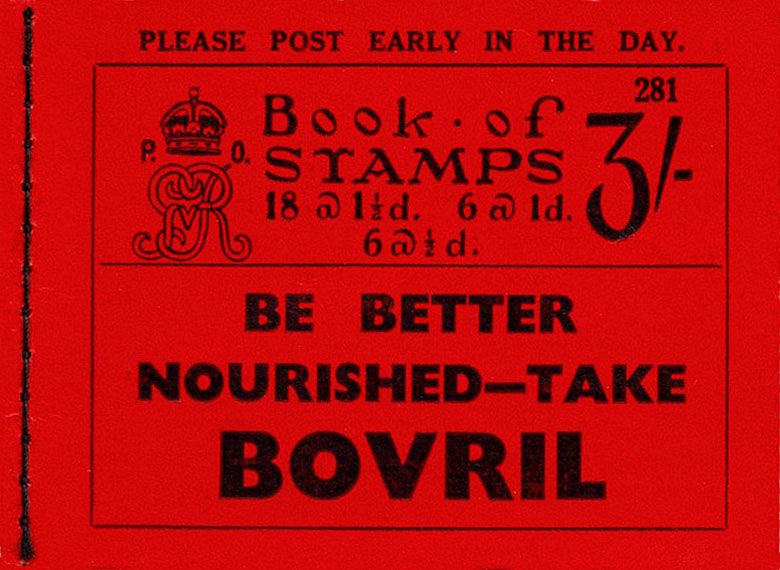 PLEASE POST EARLY IN THE DAY.
281
P. O.
Book · of
STAMPS
3/-
18 @ 1½d. 6 @ 1d.
6 @ ½ d.
BE BETTER
NOURISHED—TAKE
BOVRIL